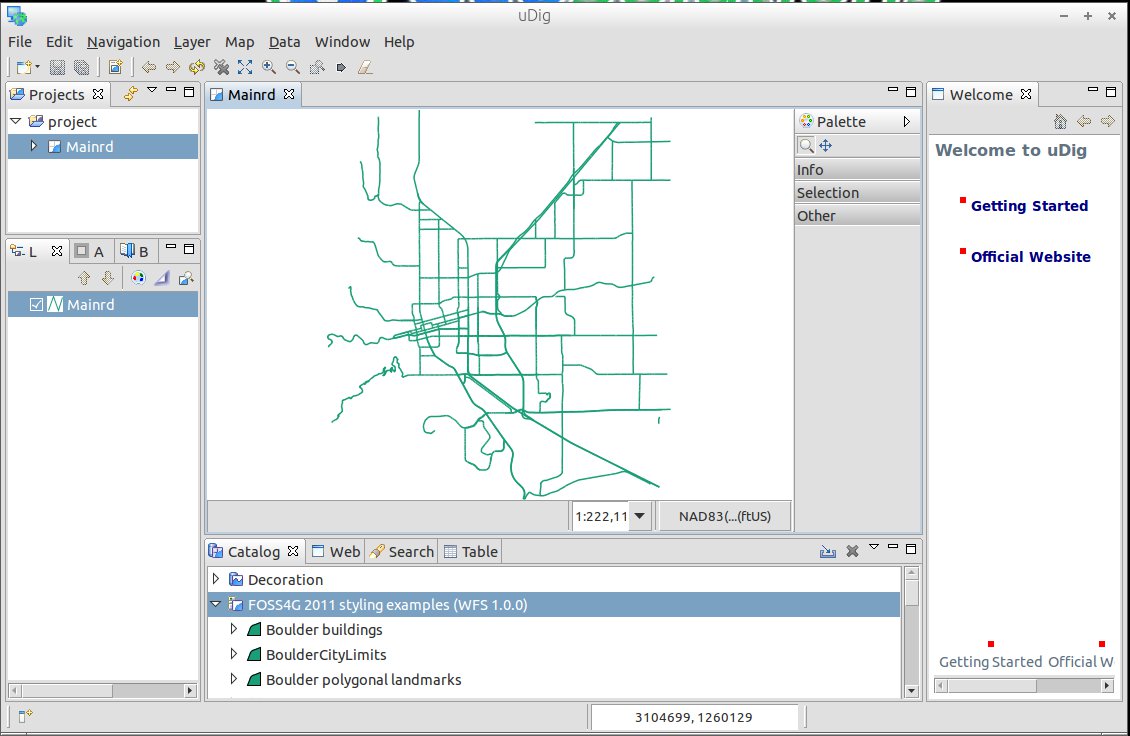 uDig
File Edit Navigation Layer Map Data Window Help
Projects
project
Mainrd
L A B
Mainrd
Mainrd
Palette
Info
Selection
Other
1:222,11 NAD83(...(ftUS)
Catalog Web Search Table
Decoration
FOSS4G 2011 styling examples (WFS 1.0.0)
Boulder buildings
BoulderCityLimits
Boulder polygonal landmarks
Welcome
Welcome to uDig
Getting Started
Official Website
Getting Started Official W
3104699, 1260129